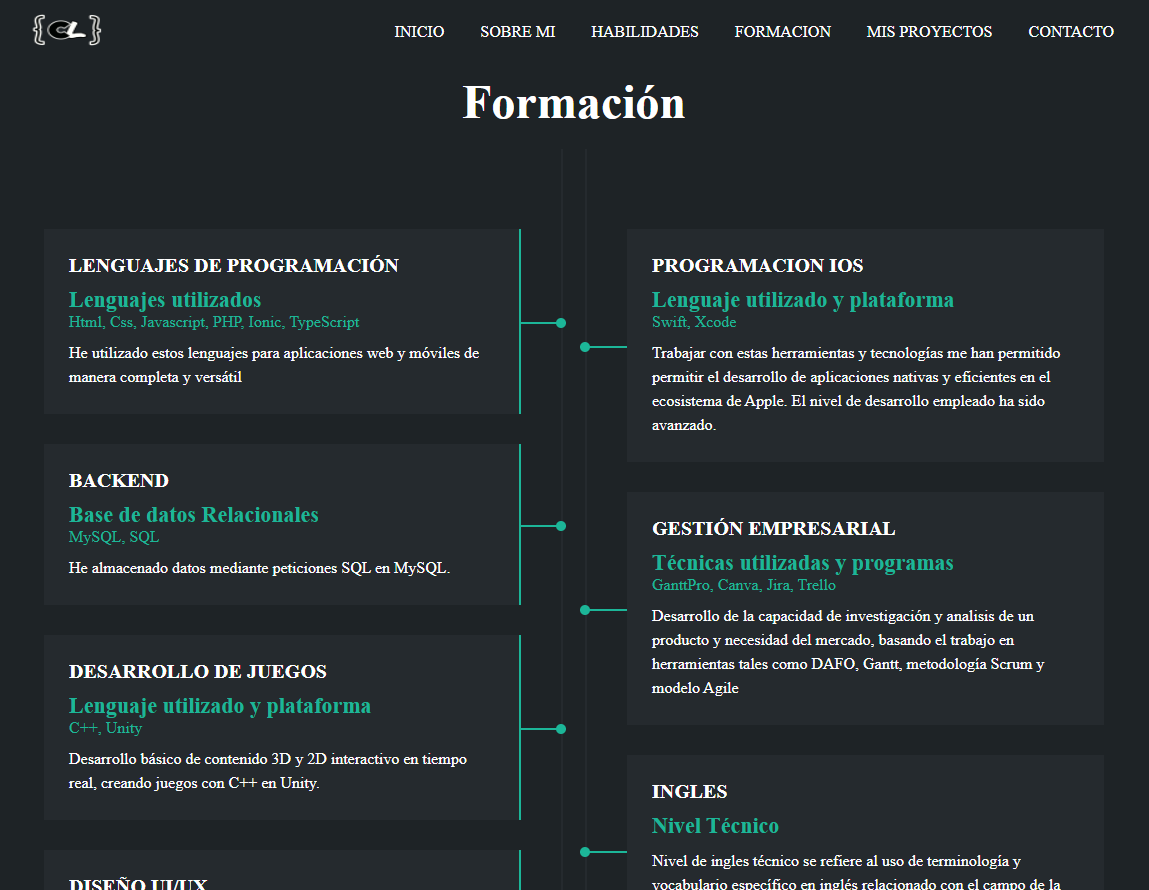 {CL}
INICIO SOBRE MI HABILIDADES FORMACION MIS PROYECTOS CONTACTO
Formación
LENGUAJES DE PROGRAMACIÓN
Lenguajes utilizados
Html, Css, Javascript, PHP, Ionic, TypeScript
He utilizado estos lenguajes para aplicaciones web y móviles de
manera completa y versátil
BACKEND
Base de datos Relacionales
MySQL, SQL
He almacenado datos mediante peticiones SQL en MySQL.
DESARROLLO DE JUEGOS
Lenguaje utilizado y plataforma
C++, Unity
Desarrollo básico de contenido 3D y 2D interactivo en tiempo
real, creando juegos con C++ en Unity.
DISEÑO UI/UX
PROGRAMACION IOS
Lenguaje utilizado y plataforma
Swift, Xcode
Trabajar con estas herramientas y tecnologías me han permitido
permitir el desarrollo de aplicaciones nativas y eficientes en el
ecosistema de Apple. El nivel de desarrollo empleado ha sido
avanzado.
GESTIÓN EMPRESARIAL
Técnicas utilizadas y programas
GanttPro, Canva, Jira, Trello
Desarrollo de la capacidad de investigación y analisis de un
producto y necesidad del mercado, basando el trabajo en
herramientas tales como DAFO, Gantt, metodología Scrum y
modelo Agile
INGLES
Nivel Técnico
Nivel de ingles técnico se refiere al uso de terminología y
vocabulario específico en inglés relacionado con el campo de la